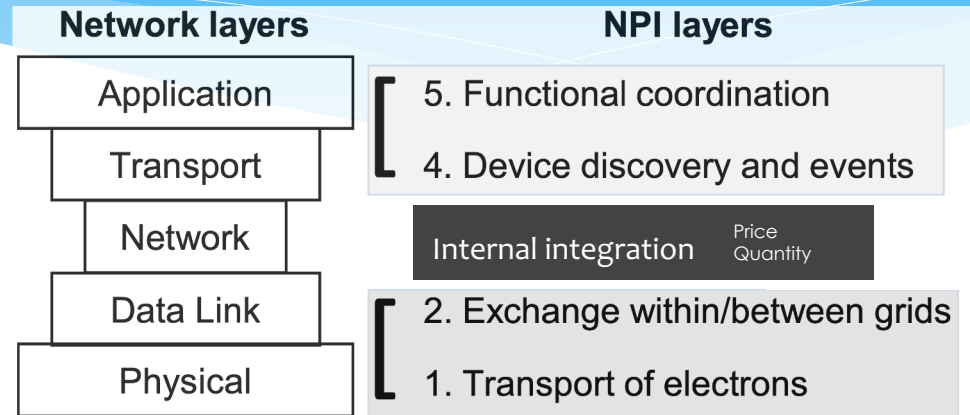 Network layers
NPI layers
Application
5. Functional coordination
Transport
4. Device discovery and events
Network
Internal integration
Price
Quantity
Data Link
2. Exchange within/between grids
Physical
1. Transport of electrons